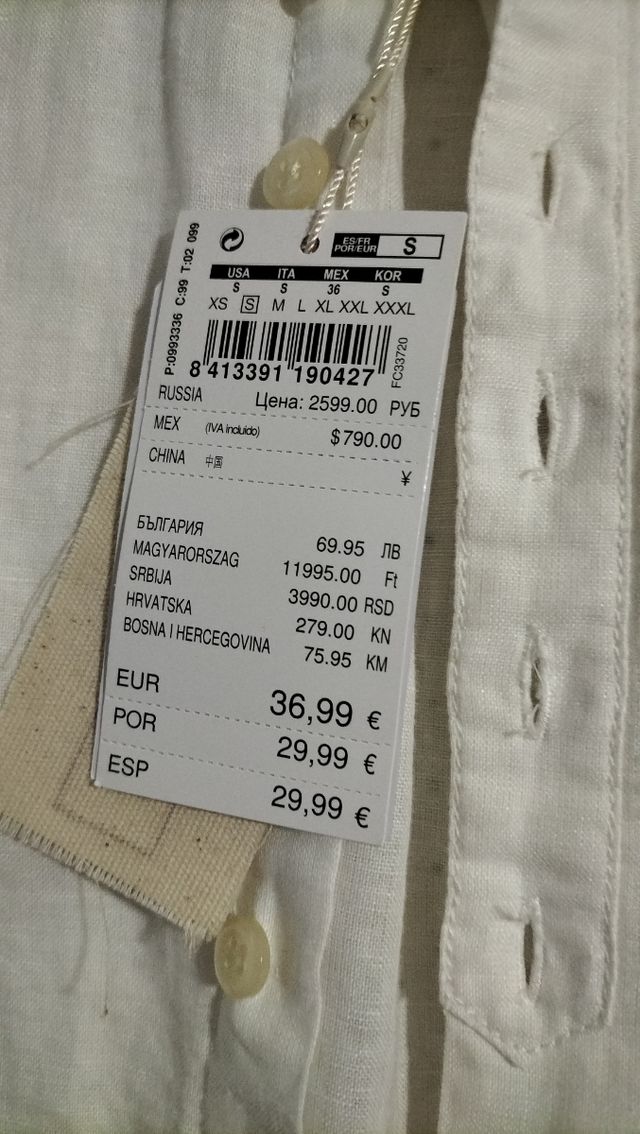 P:0993336 C:99 T:02 099
ES/FR
POR/EUR S
USA ITA MEX KOR
S S 36 S
XS S M L XL XXL XXXL
8 413391 190427
FC33720
RUSSIA Цена: 2599.00 РУБ
MEX (IVA incluido) $790.00
CHINA 中国 ¥
БЪЛГАРИЯ 69.95 ЛВ
MAGYARORSZAG 11995.00 Ft
SRBIJA 3990.00 RSD
HRVATSKA 279.00 KN
BOSNA I HERCEGOVINA 75.95 KM
EUR 36,99 €
POR 29,99 €
ESP 29,99 €